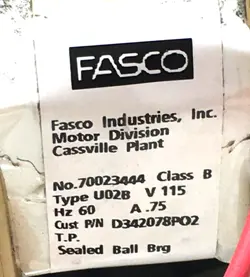 FASCO
Fasco Industries, Inc.
Motor Division
Cassville Plant
No.70023444 Class B
Type U02B V 115
Hz 60 A .75
Cust P/N D342078P02
T.P.
Sealed Ball Brg